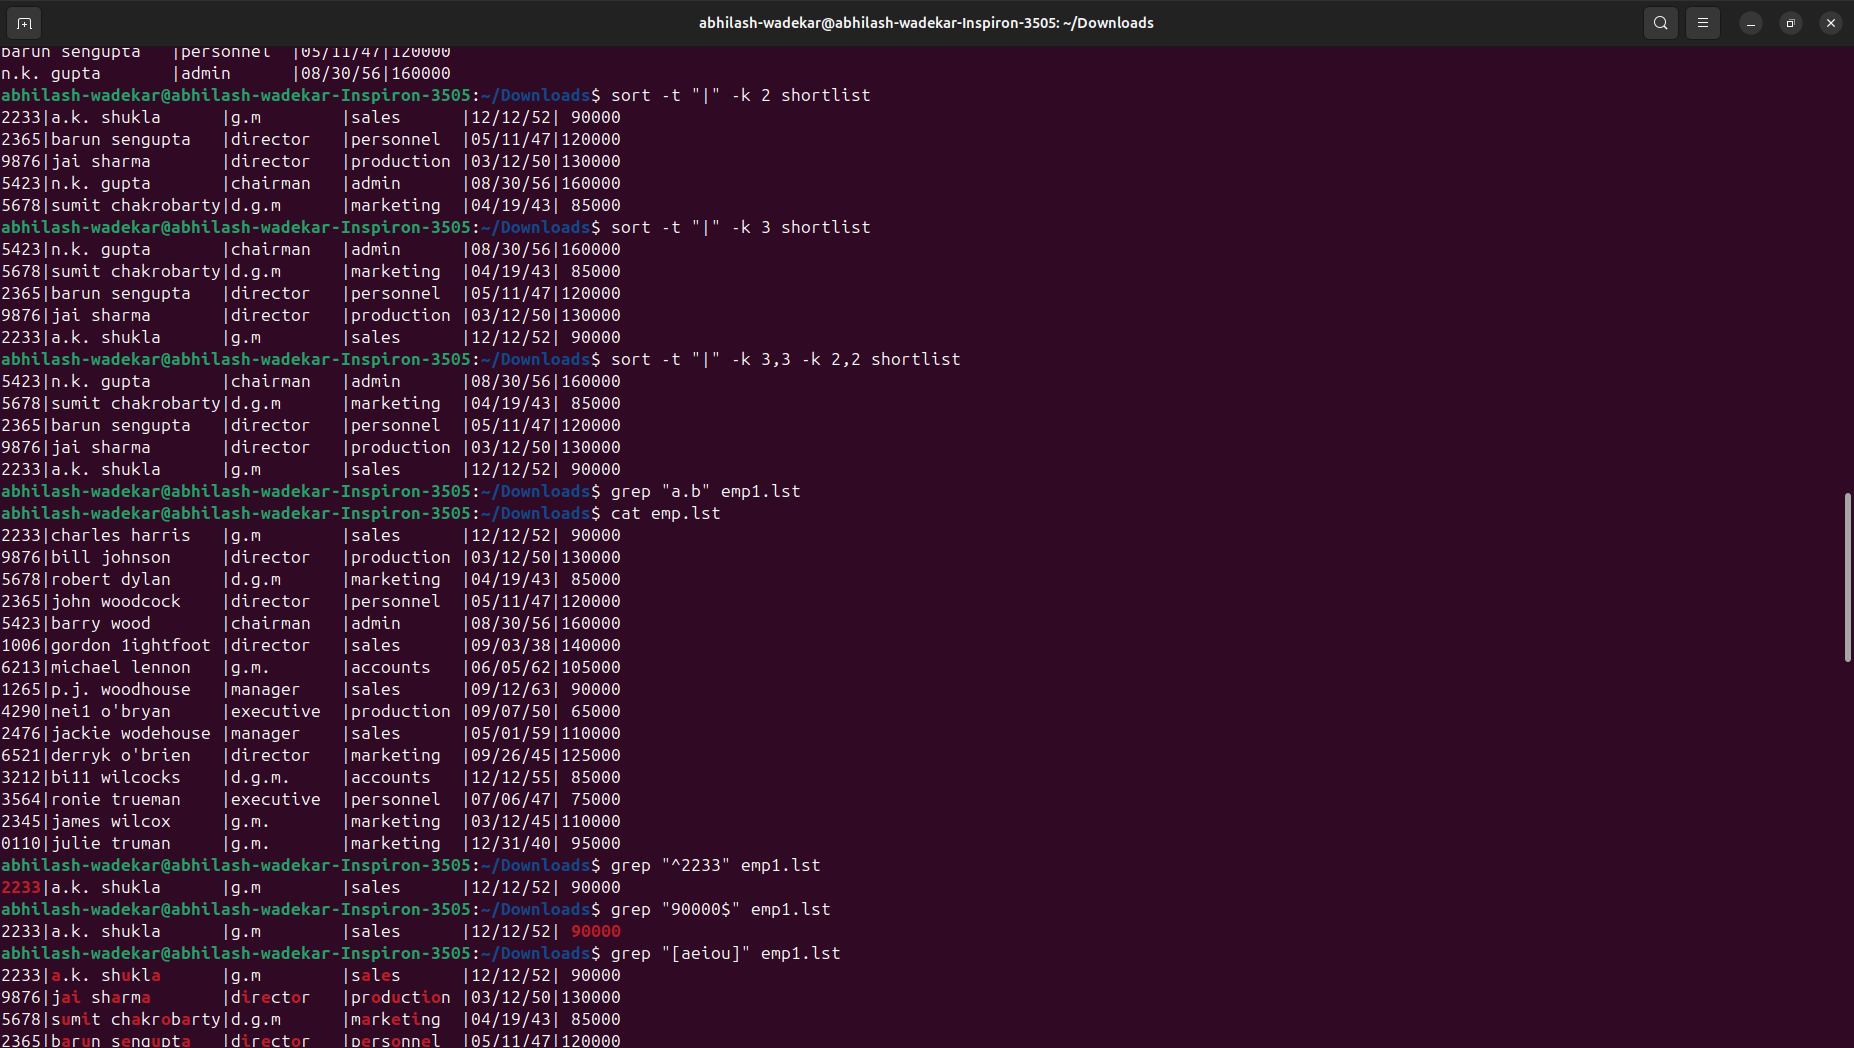 abhilash-wadekar@abhilash-wadekar-Inspiron-3505: ~/Downloads
barun sengupta   |personnel  |05/11/47|120000
n.k. gupta       |admin      |08/30/56|160000
abhilash-wadekar@abhilash-wadekar-Inspiron-3505:~/Downloads$ sort -t "|" -k 2 shortlist
2233|a.k. shukla      |g.m        |sales      |12/12/52| 90000
2365|barun sengupta   |director   |personnel  |05/11/47|120000
9876|jai sharma       |director   |production |03/12/50|130000
5423|n.k. gupta       |chairman   |admin      |08/30/56|160000
5678|sumit chakrobarty|d.g.m      |marketing  |04/19/43| 85000
abhilash-wadekar@abhilash-wadekar-Inspiron-3505:~/Downloads$ sort -t "|" -k 3 shortlist
5423|n.k. gupta       |chairman   |admin      |08/30/56|160000
5678|sumit chakrobarty|d.g.m      |marketing  |04/19/43| 85000
2365|barun sengupta   |director   |personnel  |05/11/47|120000
9876|jai sharma       |director   |production |03/12/50|130000
2233|a.k. shukla      |g.m        |sales      |12/12/52| 90000
abhilash-wadekar@abhilash-wadekar-Inspiron-3505:~/Downloads$ sort -t "|" -k 3,3 -k 2,2 shortlist
5423|n.k. gupta       |chairman   |admin      |08/30/56|160000
5678|sumit chakrobarty|d.g.m      |marketing  |04/19/43| 85000
2365|barun sengupta   |director   |personnel  |05/11/47|120000
9876|jai sharma       |director   |production |03/12/50|130000
2233|a.k. shukla      |g.m        |sales      |12/12/52| 90000
abhilash-wadekar@abhilash-wadekar-Inspiron-3505:~/Downloads$ grep "a.b" emp1.lst
abhilash-wadekar@abhilash-wadekar-Inspiron-3505:~/Downloads$ cat emp.lst
2233|charles harris   |g.m        |sales      |12/12/52| 90000
9876|bill johnson     |director   |production |03/12/50|130000
5678|robert dylan     |d.g.m      |marketing  |04/19/43| 85000
2365|john woodcock    |director   |personnel  |05/11/47|120000
5423|barry wood       |chairman   |admin      |08/30/56|160000
1006|gordon 1ightfoot |director   |sales      |09/03/38|140000
6213|michael lennon   |g.m.       |accounts   |06/05/62|105000
1265|p.j. woodhouse   |manager    |sales      |09/12/63| 90000
4290|nei1 o'bryan     |executive  |production |09/07/50| 65000
2476|jackie wodehouse |manager    |sales      |05/01/59|110000
6521|derryk o'brien   |director   |marketing  |09/26/45|125000
3212|bi11 wilcocks    |d.g.m.     |accounts   |12/12/55| 85000
3564|ronie trueman    |executive  |personnel  |07/06/47| 75000
2345|james wilcox     |g.m.       |marketing  |03/12/45|110000
0110|julie truman     |g.m.       |marketing  |12/31/40| 95000
abhilash-wadekar@abhilash-wadekar-Inspiron-3505:~/Downloads$ grep "^2233" emp1.lst
2233|a.k. shukla      |g.m        |sales      |12/12/52| 90000
abhilash-wadekar@abhilash-wadekar-Inspiron-3505:~/Downloads$ grep "90000$" emp1.lst
2233|a.k. shukla      |g.m        |sales      |12/12/52| 90000
abhilash-wadekar@abhilash-wadekar-Inspiron-3505:~/Downloads$ grep "[aeiou]" emp1.lst
2233|a.k. shukla      |g.m        |sales      |12/12/52| 90000
9876|jai sharma       |director   |production |03/12/50|130000
5678|sumit chakrobarty|d.g.m      |marketing  |04/19/43| 85000
2365|barun sengupta   |director   |personnel  |05/11/47|120000